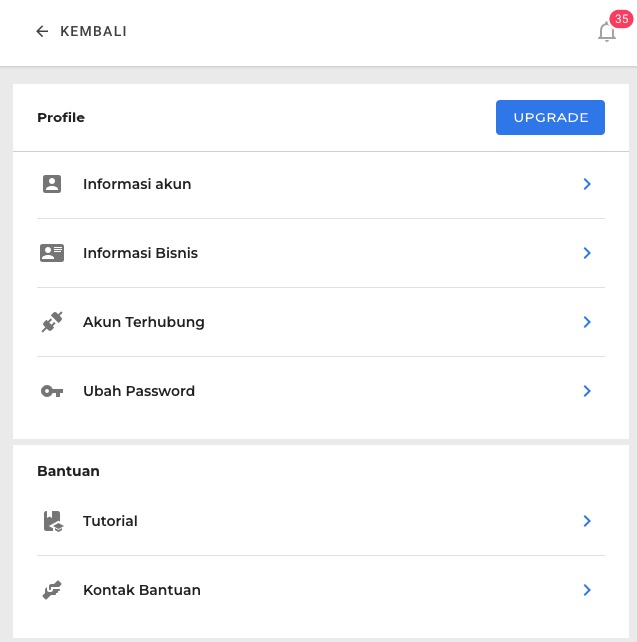 KEMBALI
35
Profile
UPGRADE
Informasi akun
Informasi Bisnis
Akun Terhubung
Ubah Password
Bantuan
Tutorial
Kontak Bantuan